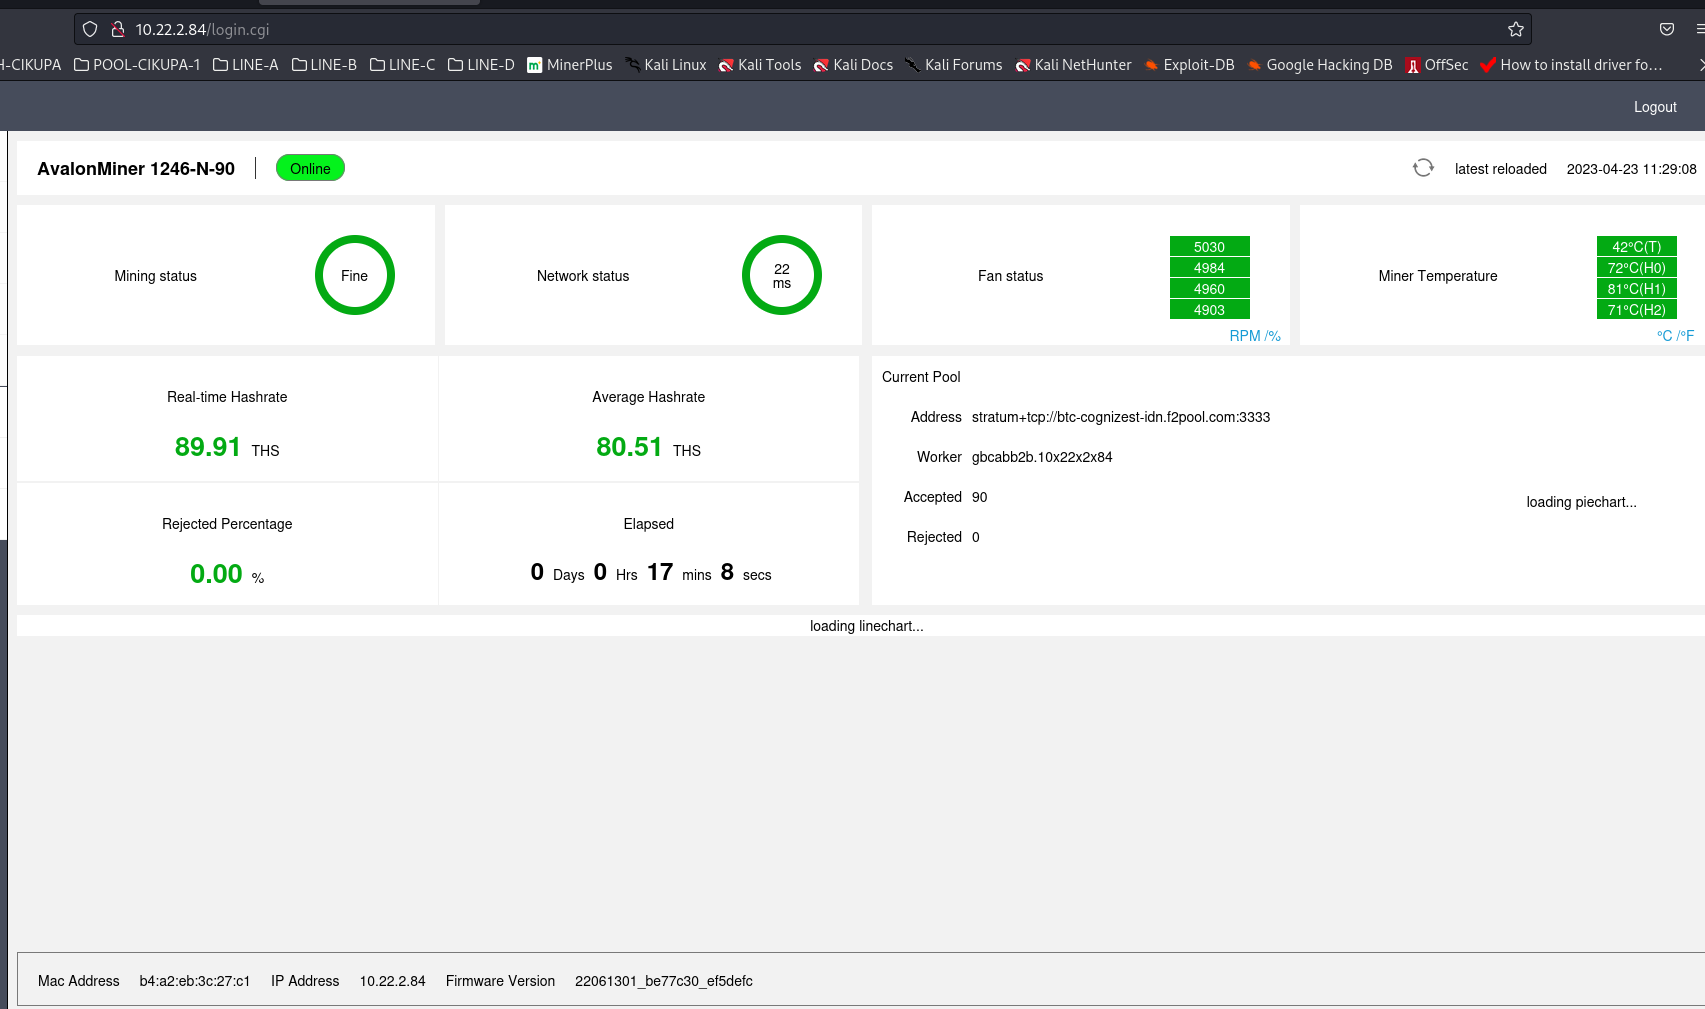 10.22.2.84/login.cgi
H-CIKUPA POOL-CIKUPA-1 LINE-A LINE-B LINE-C LINE-D MinerPlus Kali Linux Kali Tools Kali Docs Kali Forums Kali NetHunter Exploit-DB Google Hacking DB OffSec How to install driver fo…
Logout
AvalonMiner 1246-N-90 Online latest reloaded 2023-04-23 11:29:08
Mining status Fine
Network status 22 ms
Fan status
5030
4984
4960
4903
RPM /%
Miner Temperature
42°C(T)
72°C(H0)
81°C(H1)
71°C(H2)
°C /°F
Real-time Hashrate
89.91 THS
Average Hashrate
80.51 THS
Rejected Percentage
0.00 %
Elapsed
0 Days 0 Hrs 17 mins 8 secs
Current Pool
Address stratum+tcp://btc-cognizest-idn.f2pool.com:3333
Worker gbcabb2b.10x22x2x84
Accepted 90
Rejected 0
loading piechart...
loading linechart...
Mac Address b4:a2:eb:3c:27:c1 IP Address 10.22.2.84 Firmware Version 22061301_be77c30_ef5defc